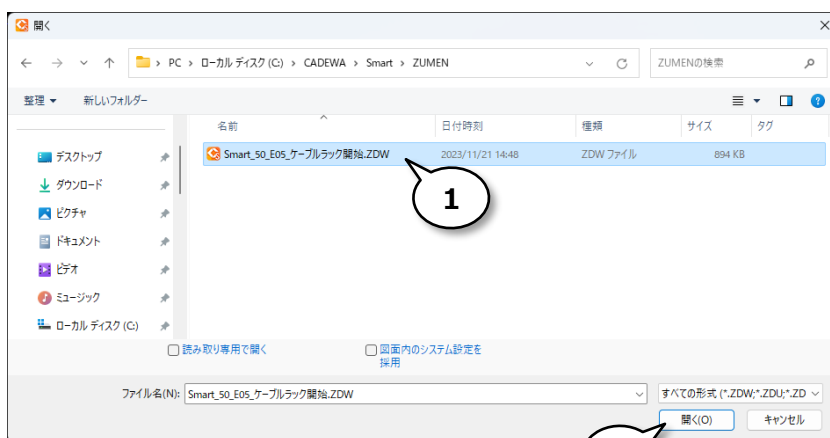 開く
PC › ローカル ディスク (C:) › CADEWA › Smart › ZUMEN
ZUMENの検索
整理
新しいフォルダー
名前 日付時刻 種類 サイズ タグ
デスクトップ
Smart_50_E05_ケーブルラック開始.ZDW 2023/11/21 14:48 ZDW ファイル 894 KB
ダウンロード
1
ピクチャ
ドキュメント
ビデオ
ミュージック
ローカル ディスク (C:)
読み取り専用で開く
図面内のシステム設定を
採用
ファイル名(N): Smart_50_E05_ケーブルラック開始.ZDW すべての形式 (*.ZDW;*.ZDU;*.ZD
開く(O) キャンセル